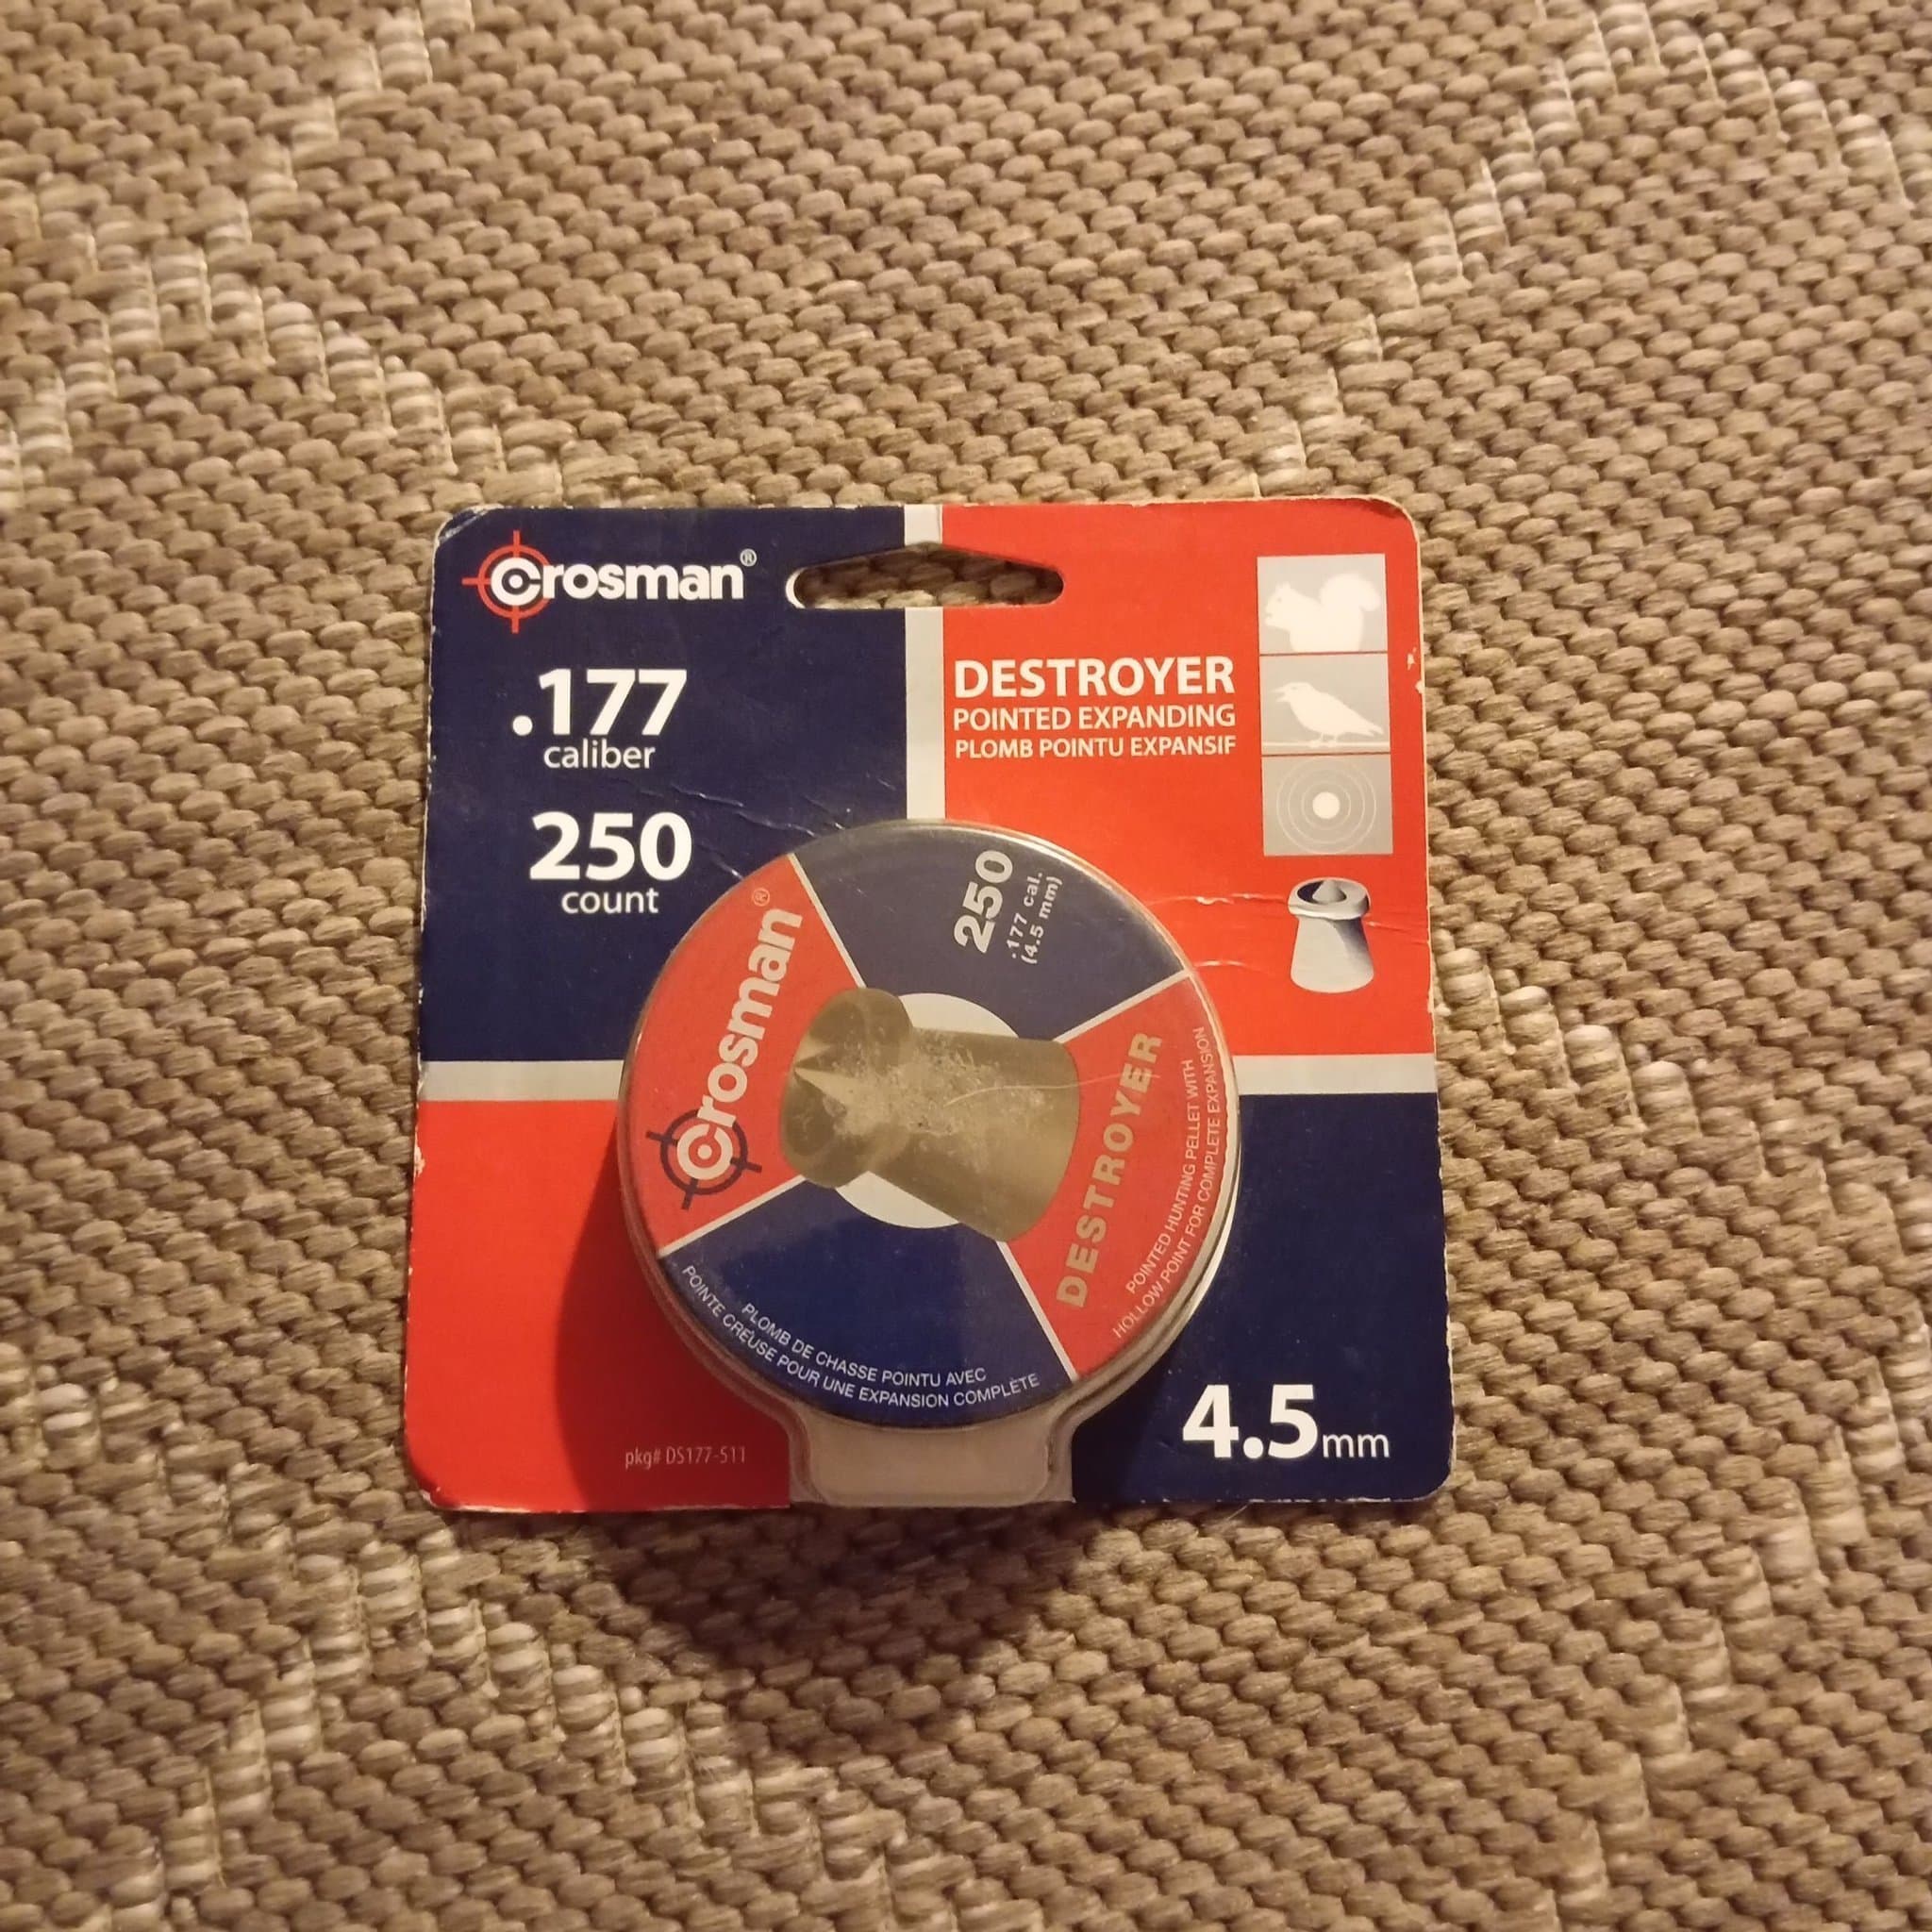 Crosman®
.177
caliber
250
count
DESTROYER
POINTED EXPANDING
PLOMB POINTU EXPANSIF
Crosman®
250
.177 cal.
(4.5 mm)
DESTROYER
POINTED HUNTING PELLET WITH
HOLLOW POINT FOR COMPLETE EXPANSION
PLOMB DE CHASSE POINTU AVEC
POINTE CREUSE POUR UNE EXPANSION COMPLÈTE
pkg# DS177-511
4.5mm